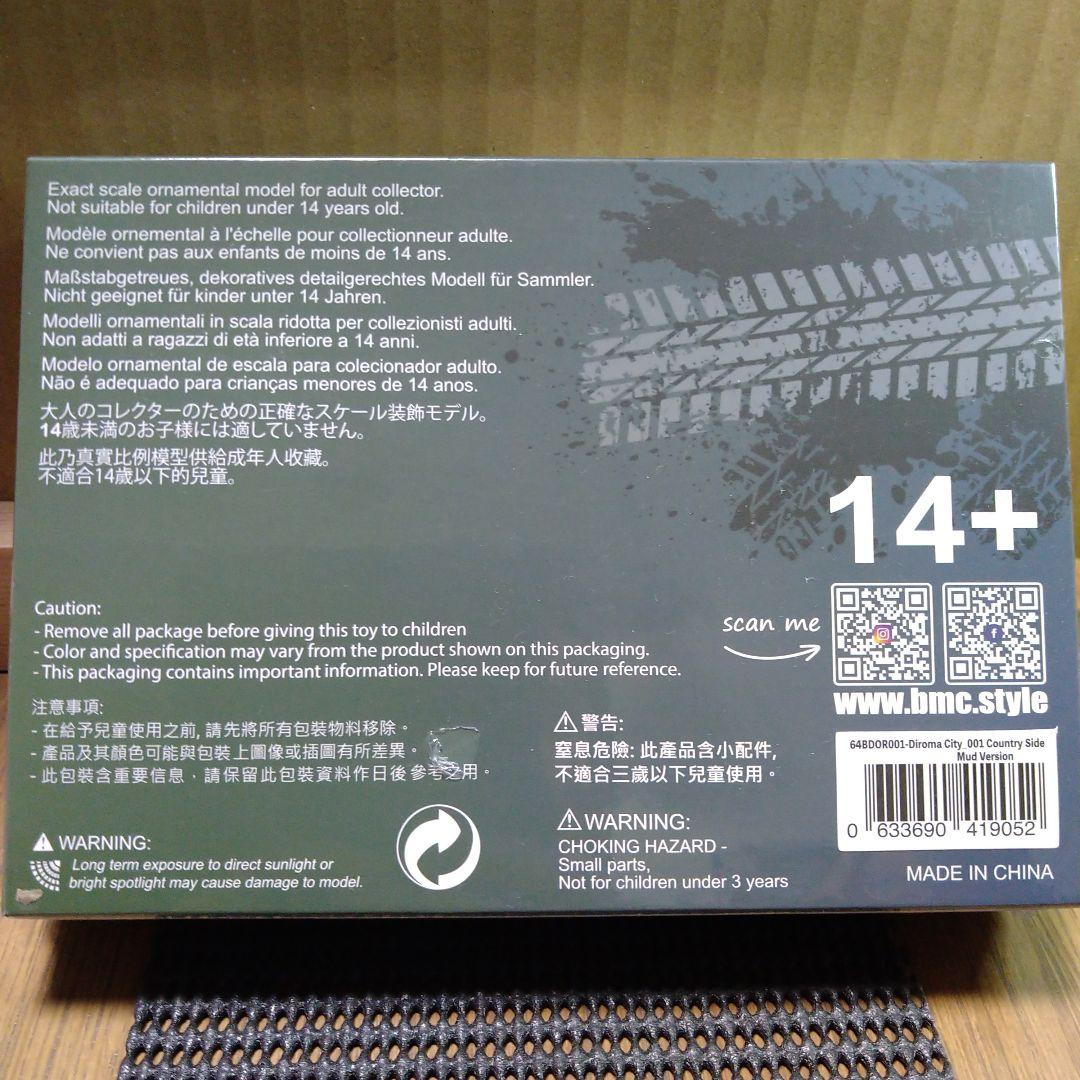 Exact scale ornamental model for adult collector.
Not suitable for children under 14 years old.
Modèle ornemental à l'échelle pour collectionneur adulte.
Ne convient pas aux enfants de moins de 14 ans.
Maßstabgetreues, dekoratives detailgerechtes Modell für Sammler.
Nicht geeignet für kinder unter 14 Jahren.
Modelli ornamentali in scala ridotta per collezionisti adulti.
Non adatti a ragazzi di età inferiore a 14 anni.
Modelo ornamental de escala para colecionador adulto.
Não é adequado para crianças menores de 14 anos.
大人のコレクターのための正確なスケール装飾モデル。
14歳未満のお子様には適していません。
此乃真實比例模型供給成年人收藏。
不適合14歲以下的兒童。
14+
scan me
www.bmc.style
Caution:
- Remove all package before giving this toy to children
- Color and specification may vary from the product shown on this packaging.
- This packaging contains important information. Please keep for future reference.
注意事項:
- 在給予兒童使用之前, 請先將所有包裝物料移除。
- 產品及其顏色可能與包裝上圖像或插圖有所差異。
- 此包裝含重要信息，請保留此包裝資料作日後參考之用。
警告:
窒息危險: 此產品含小配件,
不適合三歲以下兒童使用。
64BDOR001-Diroma City_001 Country Side
Mud Version
0 633690 419052
WARNING:
Long term exposure to direct sunlight or
bright spotlight may cause damage to model.
WARNING:
CHOKING HAZARD -
Small parts,
Not for children under 3 years
MADE IN CHINA